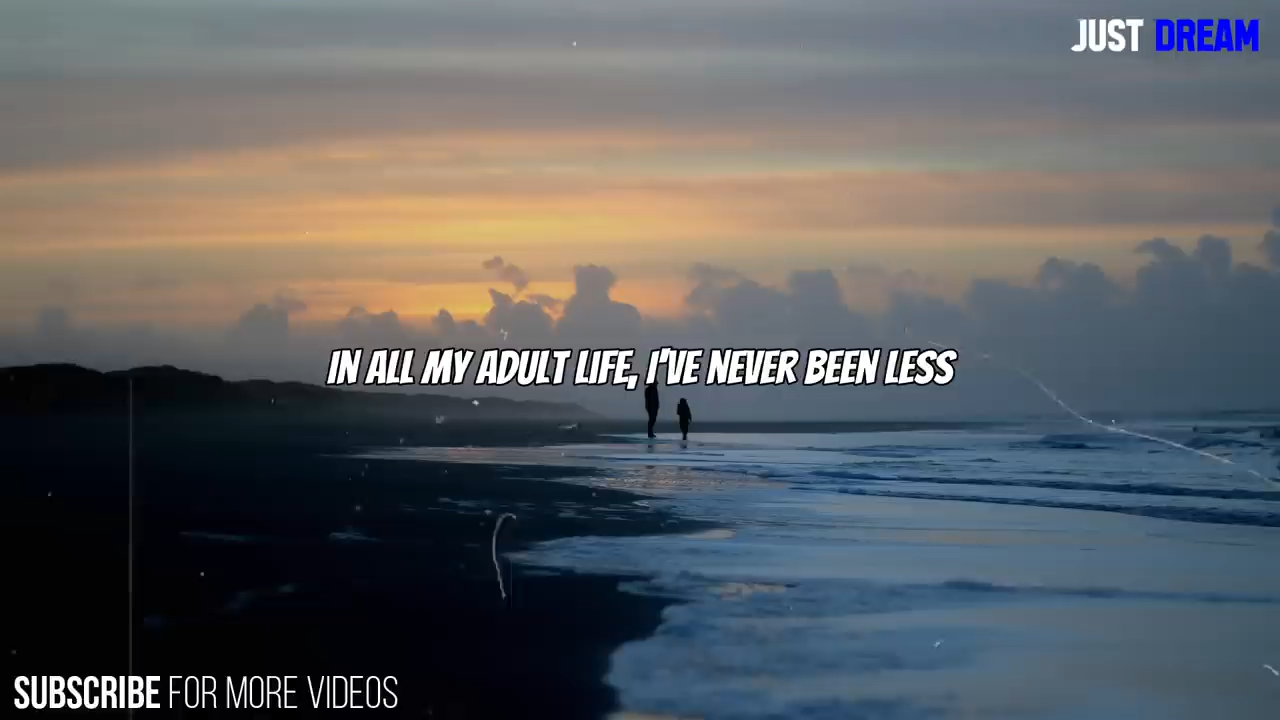 JUST DREAM
IN ALL MY ADULT LIFE, I'VE NEVER BEEN LESS
SUBSCRIBE FOR MORE VIDEOS